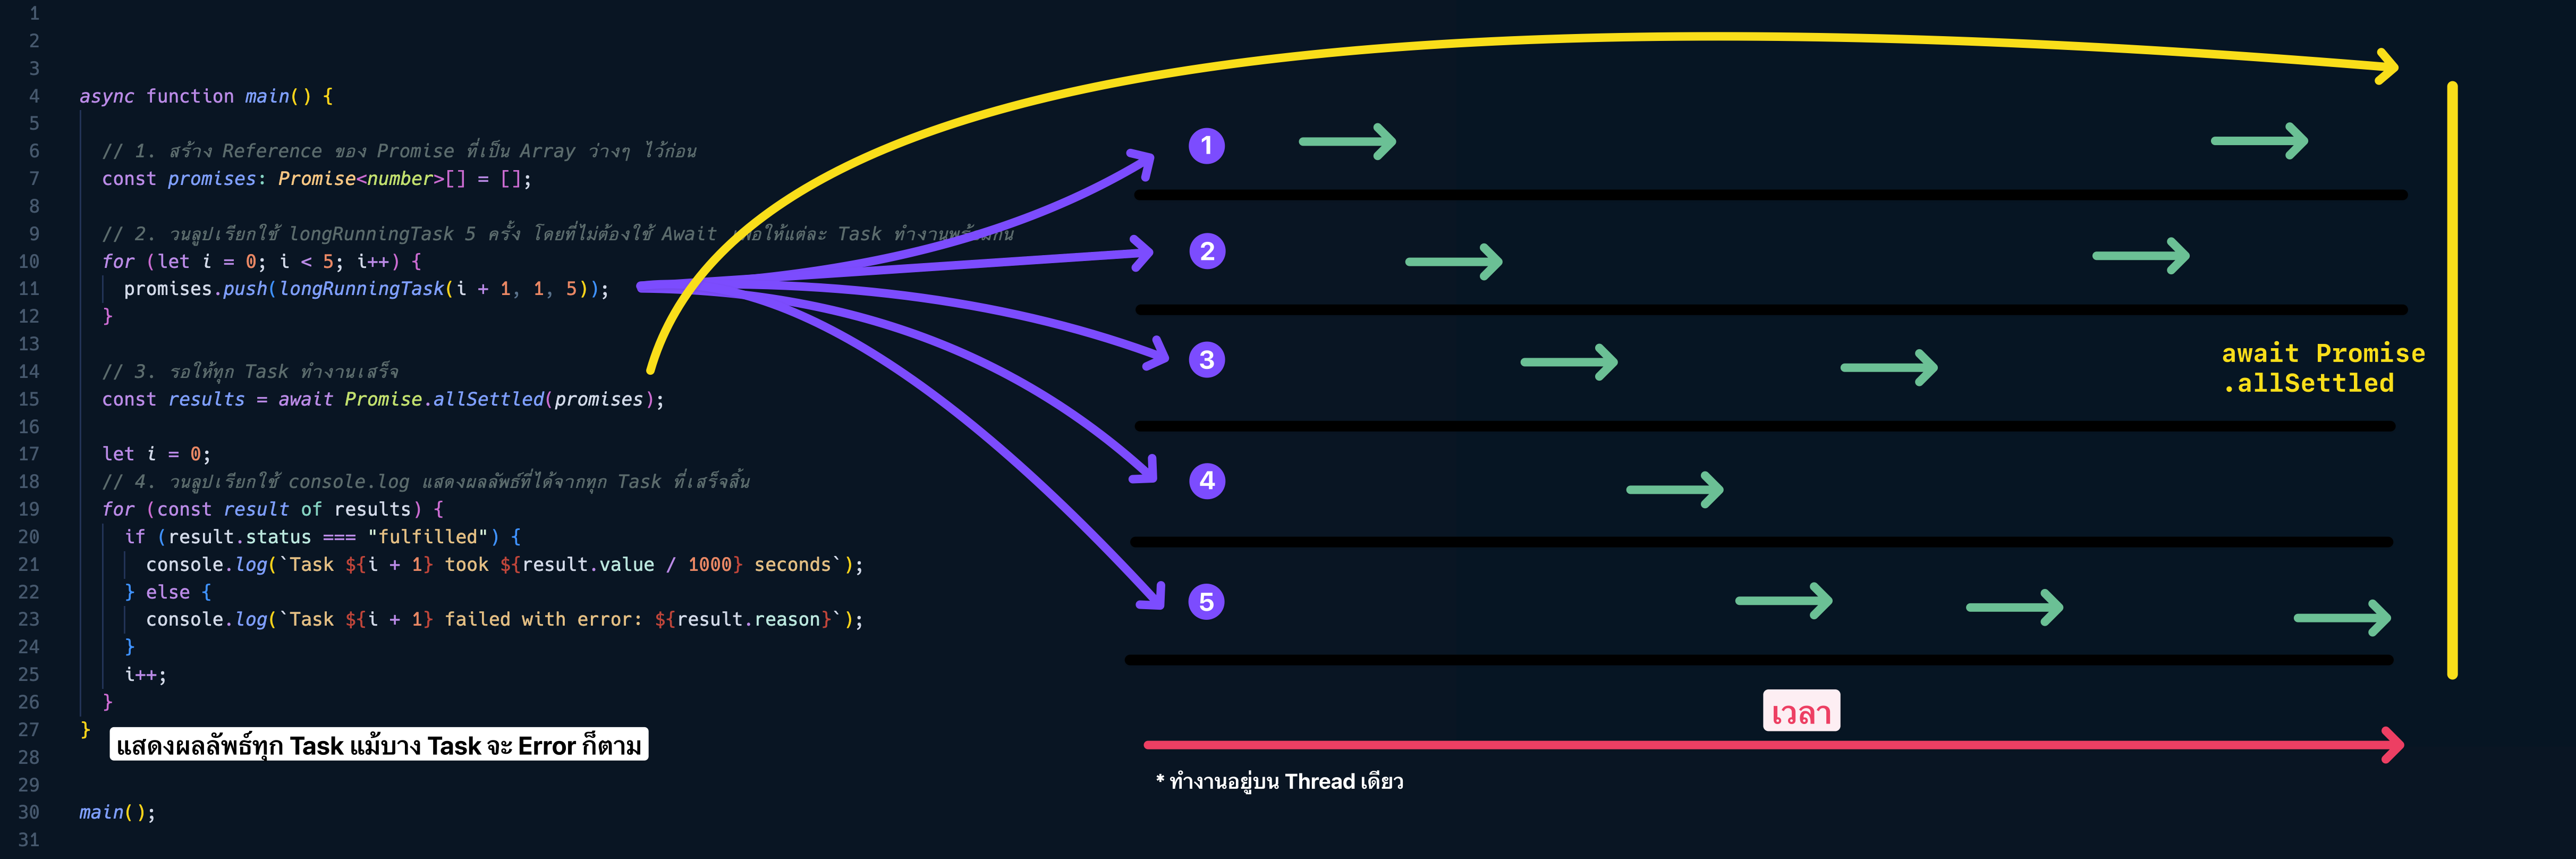 1
2
3
4 async function main() {
5
6 // 1. สร้าง Reference ของ Promise ที่เป็น Array ว่างๆ ไว้ก่อน
7 const promises: Promise<number>[] = [];
8
9 // 2. วนลูปเรียกใช้ longRunningTask 5 ครั้ง โดยที่ไม่ต้องใช้ Await เพื่อให้แต่ละ Task ทำงานพร้อมกัน
10 for (let i = 0; i < 5; i++) {
11 promises.push(longRunningTask(i + 1, 1, 5));
12 }
13
14 // 3. รอให้ทุก Task ทำงานเสร็จ
15 const results = await Promise.allSettled(promises);
16
17 let i = 0;
18 // 4. วนลูปเรียกใช้ console.log แสดงผลลัพธ์ที่ได้จากทุก Task ที่เสร็จสิ้น
19 for (const result of results) {
20 if (result.status === "fulfilled") {
21 console.log(`Task ${i + 1} took ${result.value / 1000} seconds`);
22 } else {
23 console.log(`Task ${i + 1} failed with error: ${result.reason}`);
24 }
25 i++;
26 }
27 }
28
29
30 main();
31
แสดงผลลัพธ์ทุก Task แม้บาง Task จะ Error ก็ตาม
1
2
3
4
5
await Promise
.allSettled
เวลา
* ทำงานอยู่บน Thread เดียว